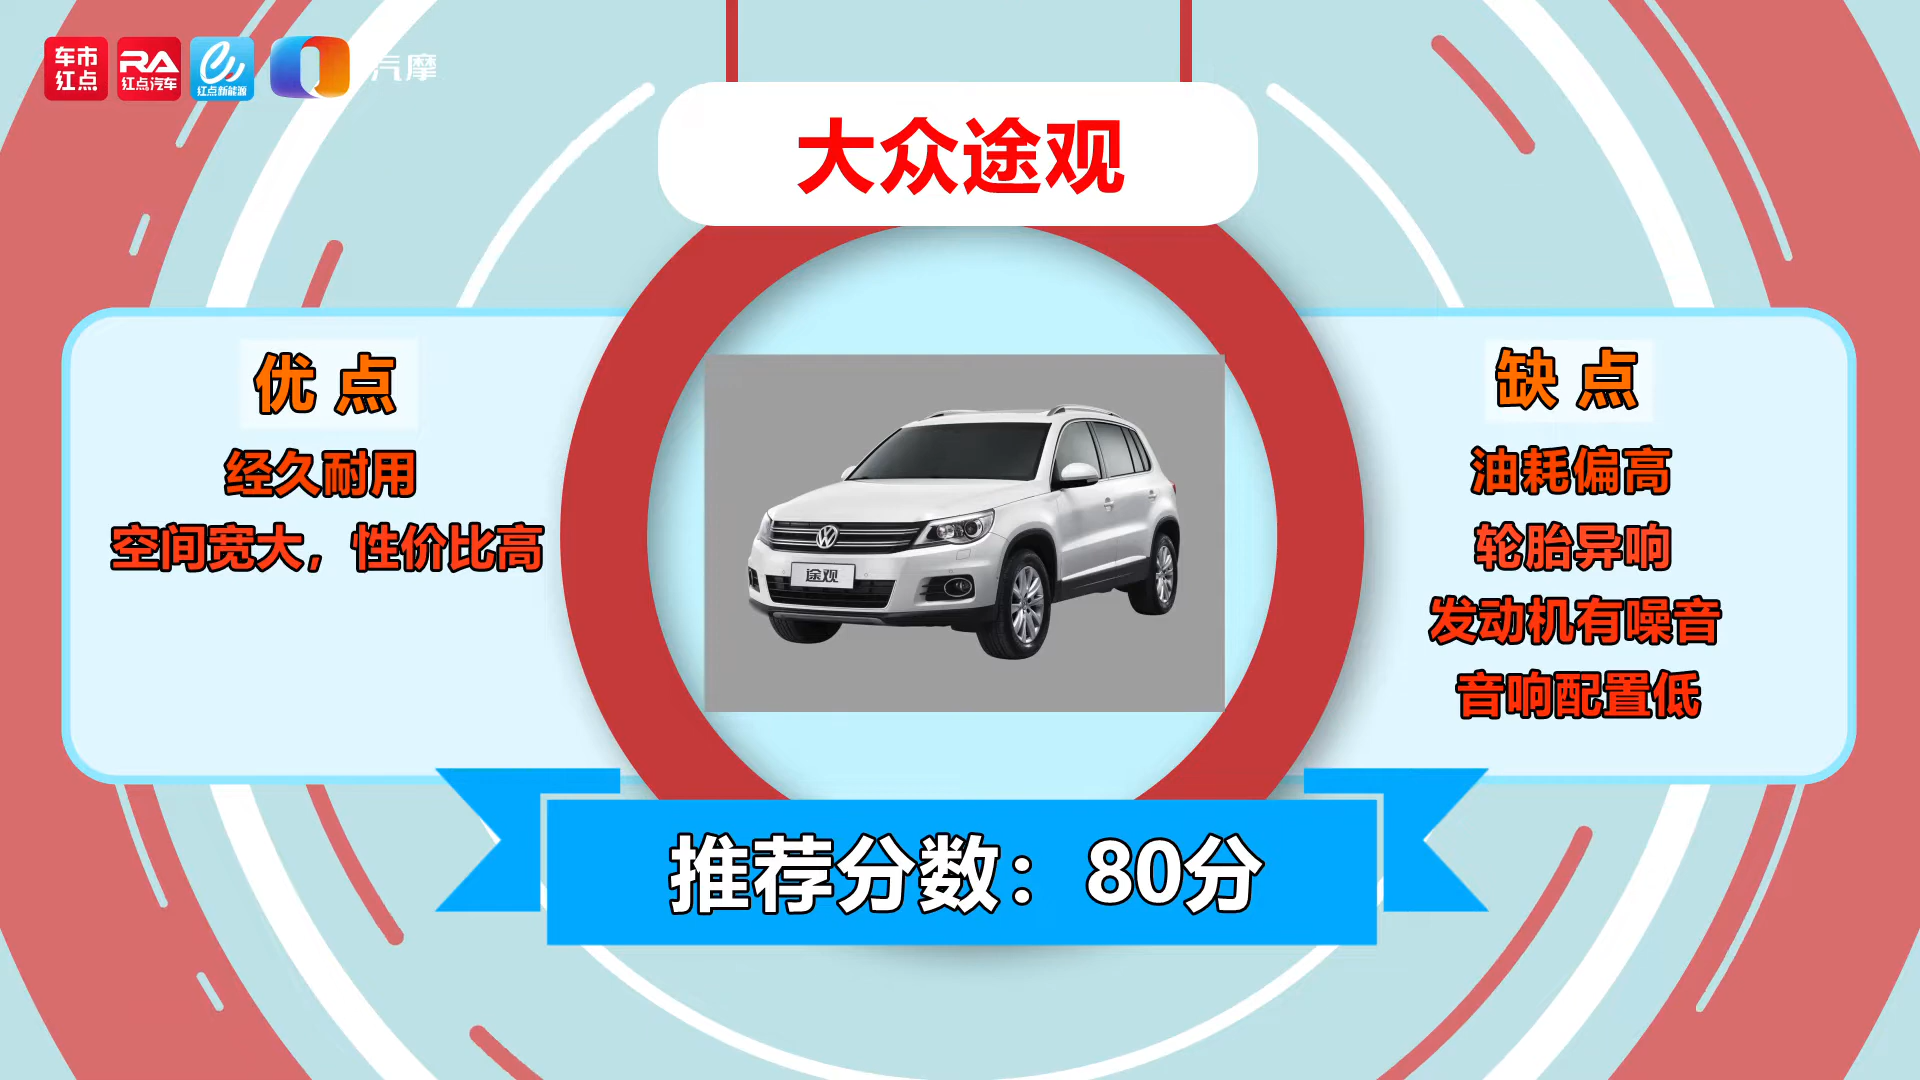 车市
红点
RA
红点汽车
红点新能源
汽摩
大众途观
优点
经久耐用
空间宽大，性价比高
途观
缺点
油耗偏高
轮胎异响
发动机有噪音
音响配置低
推荐分数：80分